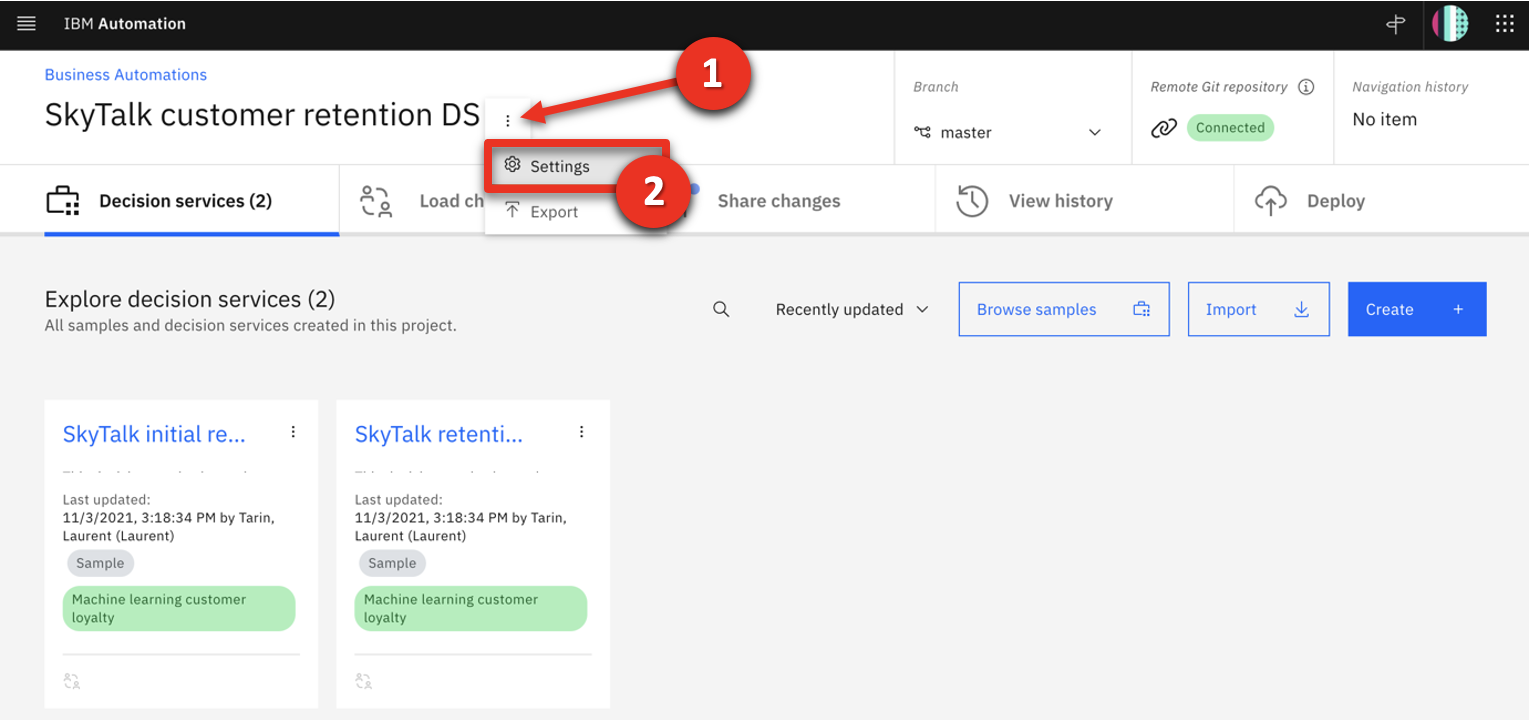 IBM Automation
Business Automations
SkyTalk customer retention DS
1
Branch
master
Remote Git repository
Connected
Navigation history
No item
Settings
2
Export
Decision services (2)
Load ch
Share changes
View history
Deploy
Explore decision services (2)
All samples and decision services created in this project.
Recently updated
Browse samples
Import
Create +
SkyTalk initial re...
Last updated:
11/3/2021, 3:18:34 PM by Tarin,
Laurent (Laurent)
Sample
Machine learning customer
loyalty
SkyTalk retenti...
Last updated:
11/3/2021, 3:18:34 PM by Tarin,
Laurent (Laurent)
Sample
Machine learning customer
loyalty